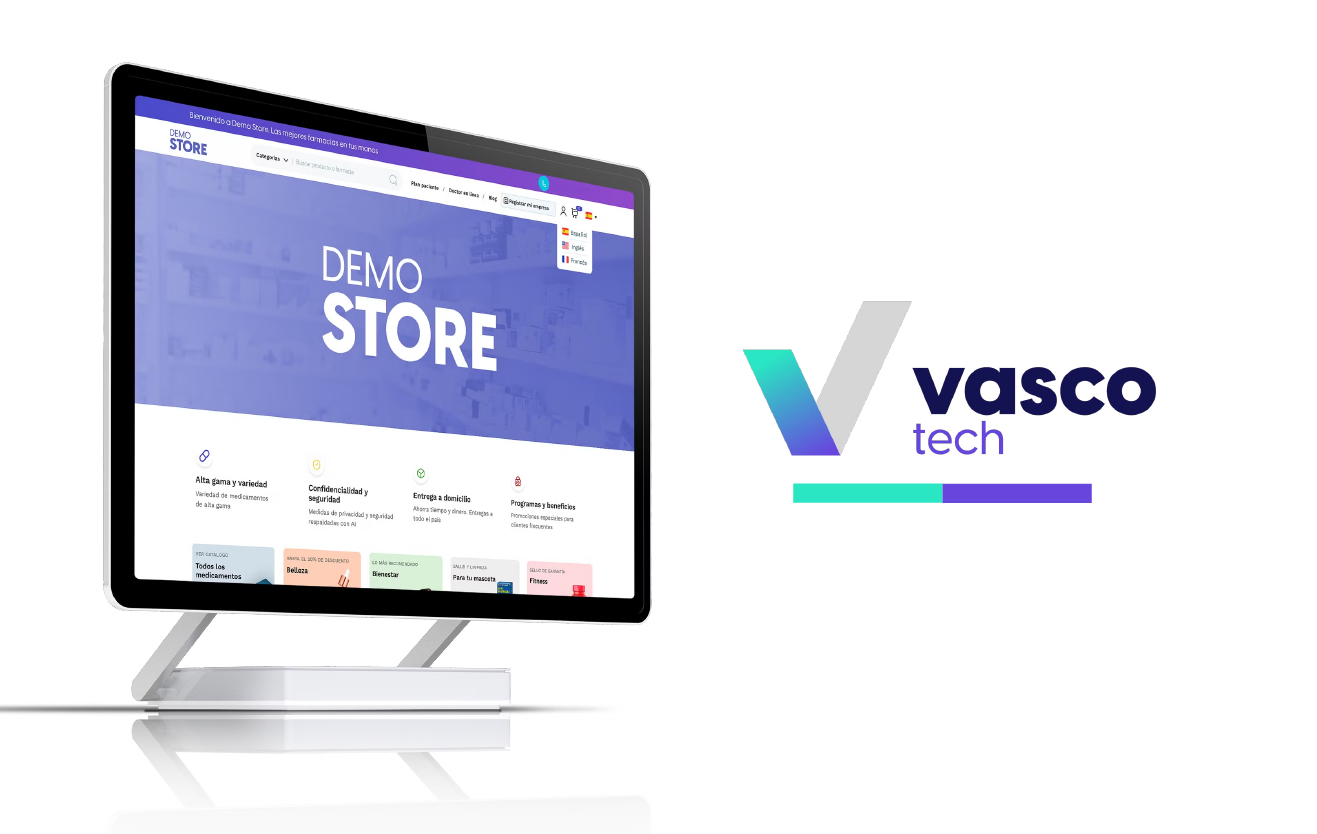 Bienvenido a Demo Store. Las mejores farmacias en tus manos
DEMO
STORE
Categorías
Buscar producto o farmacia
Plan paciente / Doctor en línea / Blog
Registrar mi empresa
Español
Inglés
Francés
DEMO
STORE
Alta gama y variedad
Variedad de medicamentos
de alta gama
Confidencialidad y
seguridad
Medidas de privacidad y seguridad
respaldadas con AI
Entrega a domicilio
Ahorra tiempo y dinero. Entregas a
todo el país
Programas y beneficios
Promociones especiales para
clientes frecuentes
VER CATALOGO
Todos los
medicamentos
HASTA EL 50% DE DESCUENTO
Belleza
LO MÁS RECOMENDADO
Bienestar
SALUD Y LIMPIEZA
Para tu mascota
SELLO DE GARANTÍA
Fitness
vasco
tech